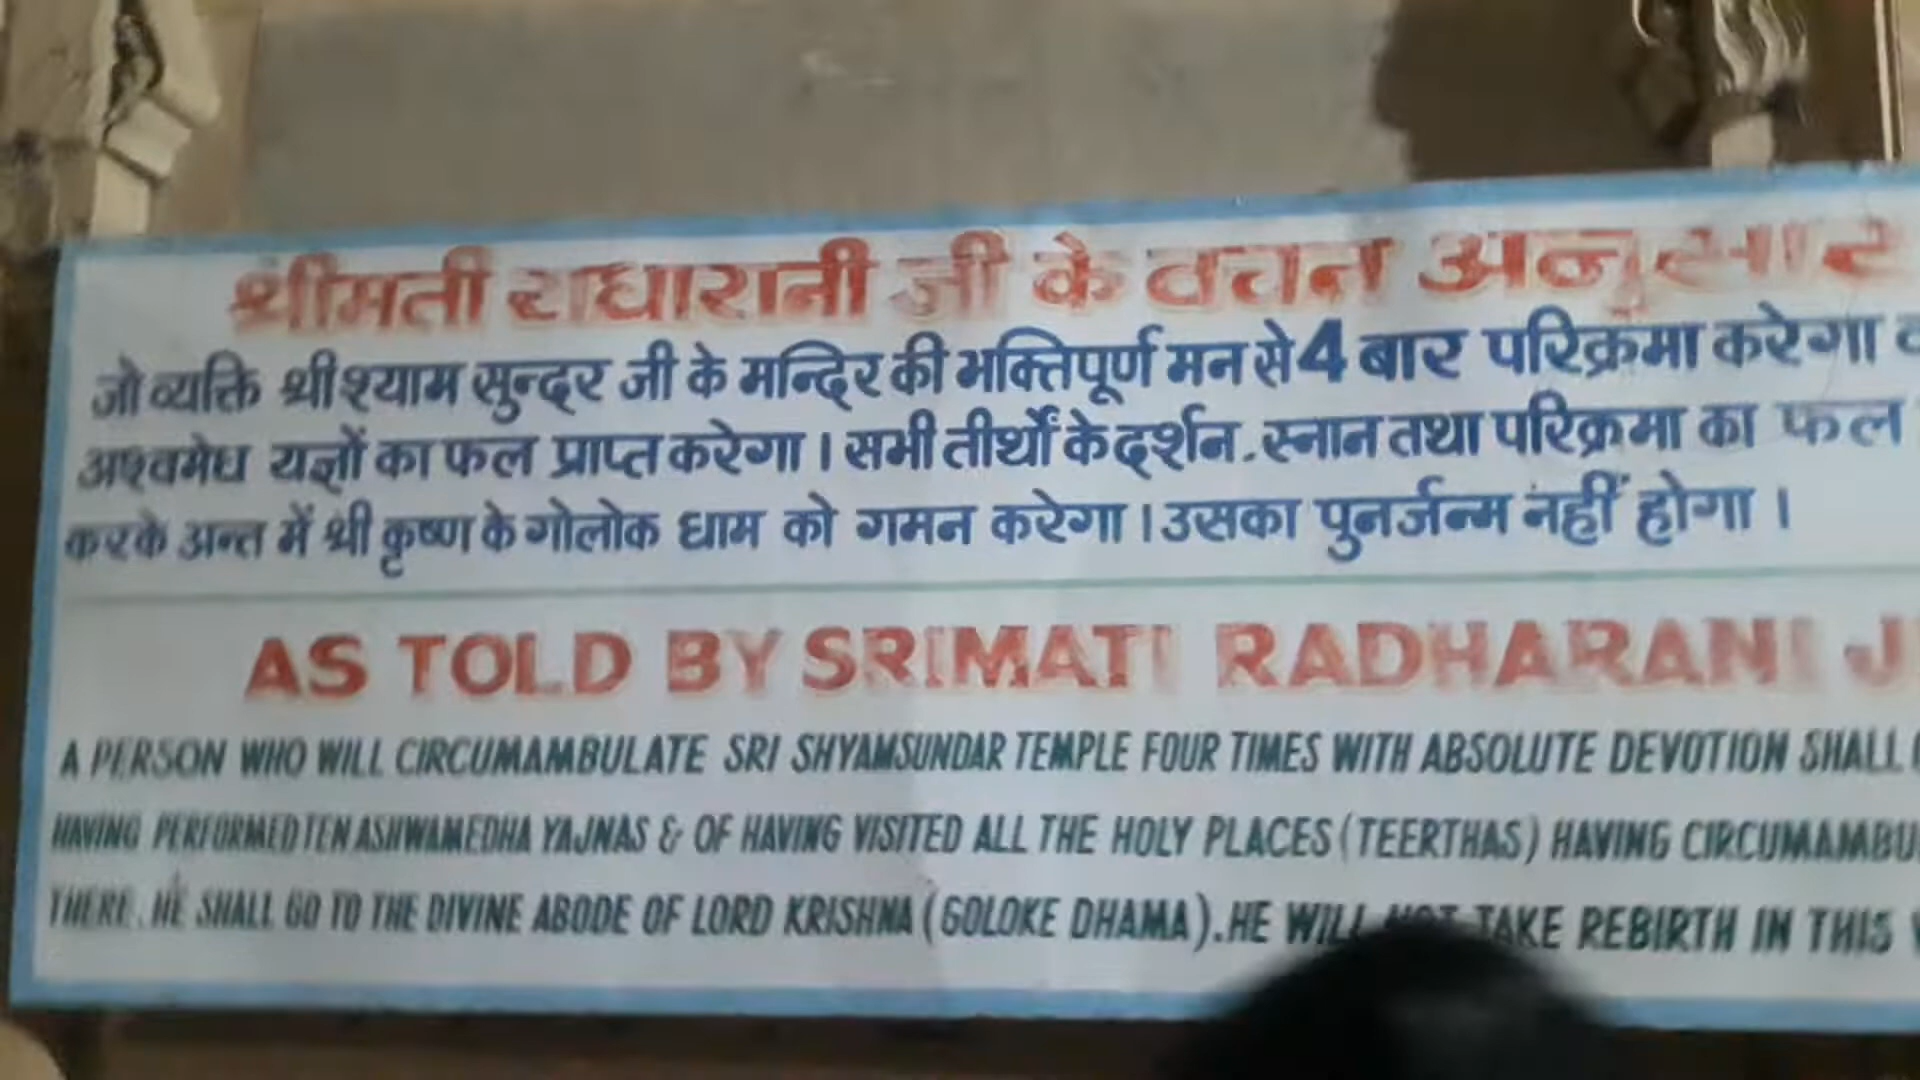 श्रीमती राधारानी जी के वचन अनुसार
जो व्यक्ति श्री श्याम सुन्दर जी के मन्दिर की भक्तिपूर्ण मन से 4 बार परिक्रमा करेगा
अश्वमेध यज्ञों का फल प्राप्त करेगा । सभी तीर्थों के दर्शन. स्नान तथा परिक्रमा का फल
करके अन्त में श्री कृष्ण के गोलोक धाम को गमन करेगा । उसका पुनर्जन्म नहीं होगा ।
AS TOLD BY SRIMATI RADHARANI
A PERSON WHO WILL CIRCUMAMBULATE SRI SHYAMSUNDAR TEMPLE FOUR TIMES WITH ABSOLUTE DEVOTION SHALL
HAVING PERFORMED TEN ASHWAMEDHA YAJNAS & OF HAVING VISITED ALL THE HOLY PLACES (TEERTHAS) HAVING
THERE. HE SHALL GO TO THE DIVINE ABODE OF LORD KRISHNA (GOLOKE DHAMA). HE WILL NOT TAKE REBIRTH IN THIS